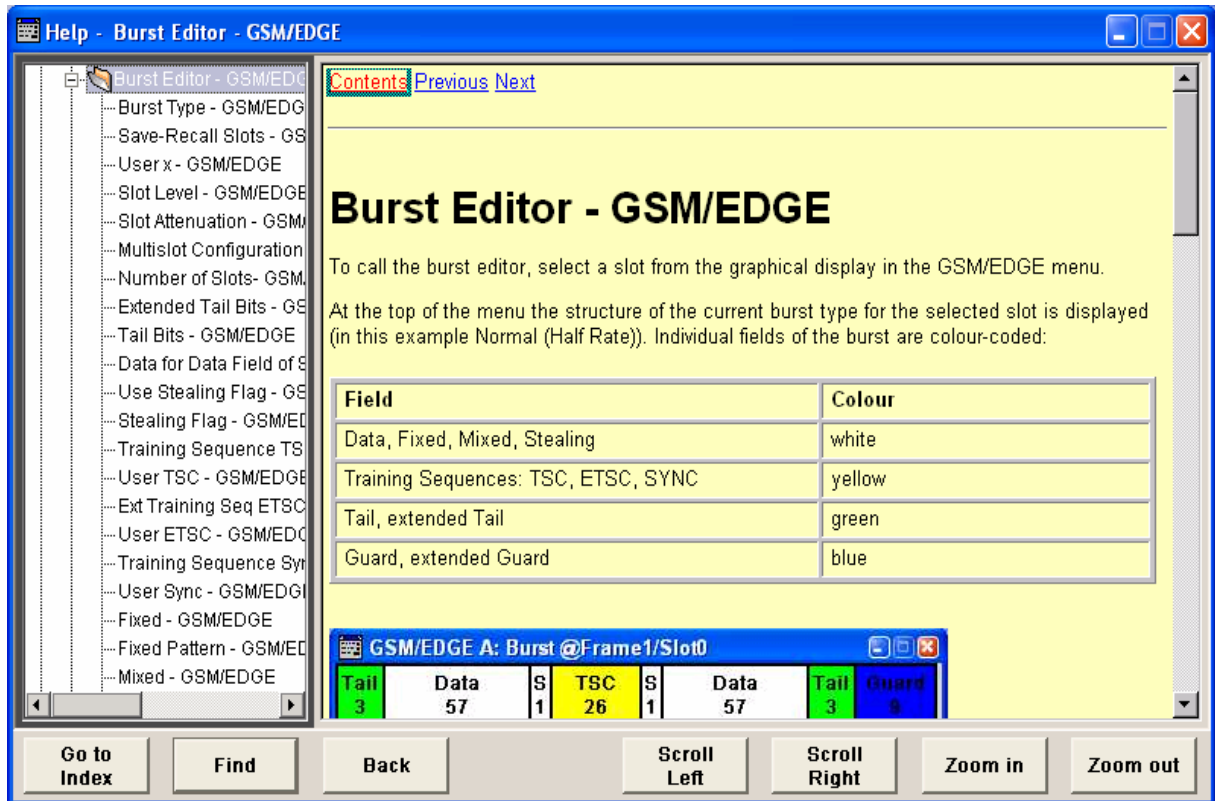 Help - Burst Editor - GSM/EDGE
Burst Editor - GSM/EDG
Burst Type - GSM/EDG
Save-Recall Slots - GS
User x - GSM/EDGE
Slot Level - GSM/EDGE
Slot Attenuation - GSM/
Multislot Configuration
Number of Slots- GSM
Extended Tail Bits - GS
Tail Bits - GSM/EDGE
Data for Data Field of S
Use Stealing Flag - GS
Stealing Flag - GSM/ED
Training Sequence TS
User TSC - GSM/EDGE
Ext Training Seq ETSC
User ETSC - GSM/EDG
Training Sequence Syn
User Sync - GSM/EDGE
Fixed - GSM/EDGE
Fixed Pattern - GSM/ED
Mixed - GSM/EDGE
Contents Previous Next
Burst Editor - GSM/EDGE
To call the burst editor, select a slot from the graphical display in the GSM/EDGE menu.
At the top of the menu the structure of the current burst type for the selected slot is displayed
(in this example Normal (Half Rate)). Individual fields of the burst are colour-coded:
Field Colour
Data, Fixed, Mixed, Stealing white
Training Sequences: TSC, ETSC, SYNC yellow
Tail, extended Tail green
Guard, extended Guard blue
GSM/EDGE A: Burst @Frame1/Slot0
Tail Data S TSC S Data Tail Guard
3 57 1 26 1 57 3 9
Go to
Index
Find
Back
Scroll
Left
Scroll
Right
Zoom in
Zoom out